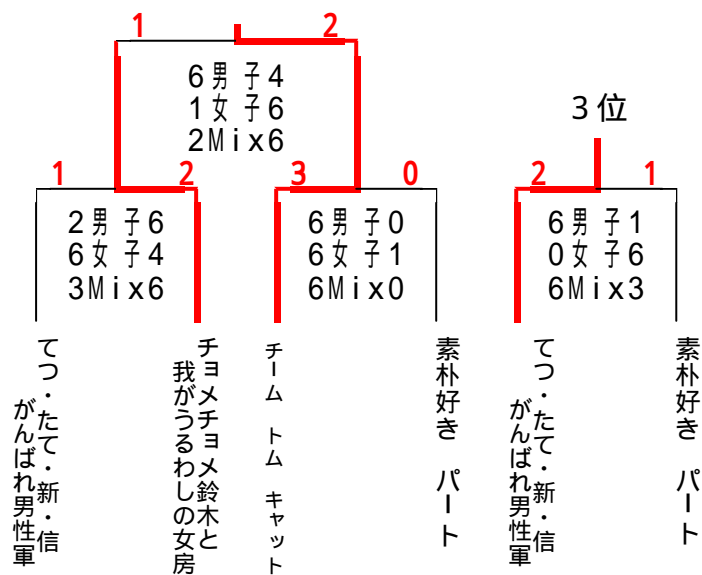 1 2
6男子4
1女子6
2Mix6
3位
1 2 3 0 2 1
2男子6
6女子4
3Mix6
6男子0
6女子1
6Mix0
6男子1
0女子6
6Mix3
てつ・たて・新・信
がんばれ男性軍
チョメチョメ鈴木と
我がうるわしの女房
チーム トム キャット
素朴好き パート
てつ・たて・新・信
がんばれ男性軍
素朴好き パート